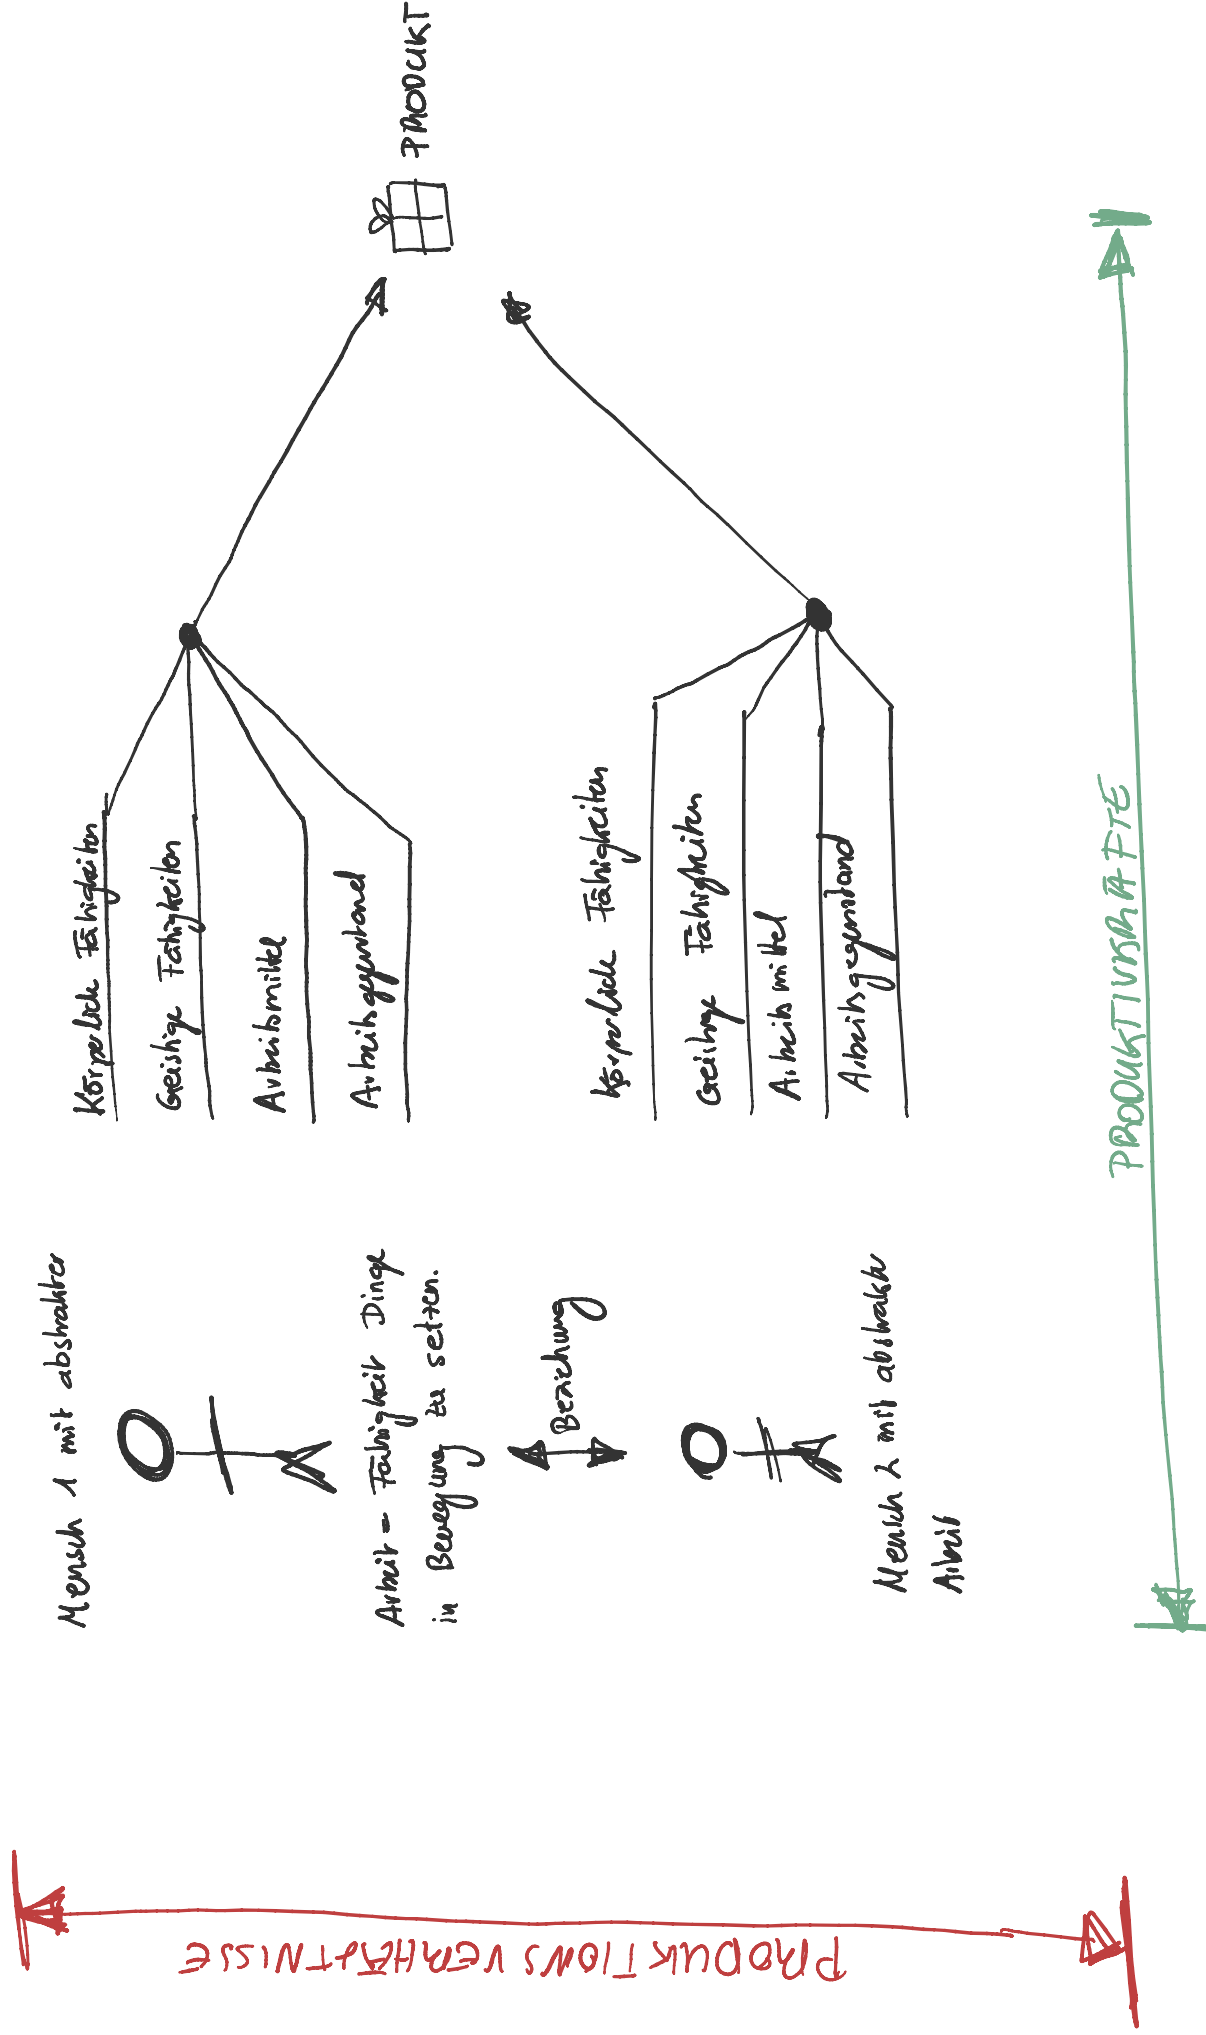 Mensch 1 mit abstrakter
Arbeit = Fähigkeit Dinge
in Bewegung zu setzen.
Beziehung
Mensch 2 mit abstrakter
Arbeit
Körperliche Fähigkeiten
Geistige Fähigkeiten
Arbeitsmittel
Arbeitsgegenstand
Körperliche Fähigkeiten
Geistige Fähigkeiten
Arbeitsmittel
Arbeitsgegenstand
PRODUKT
PRODUKTIVKRÄFTE
PRODUKTIONSVERHÄLTNISSE